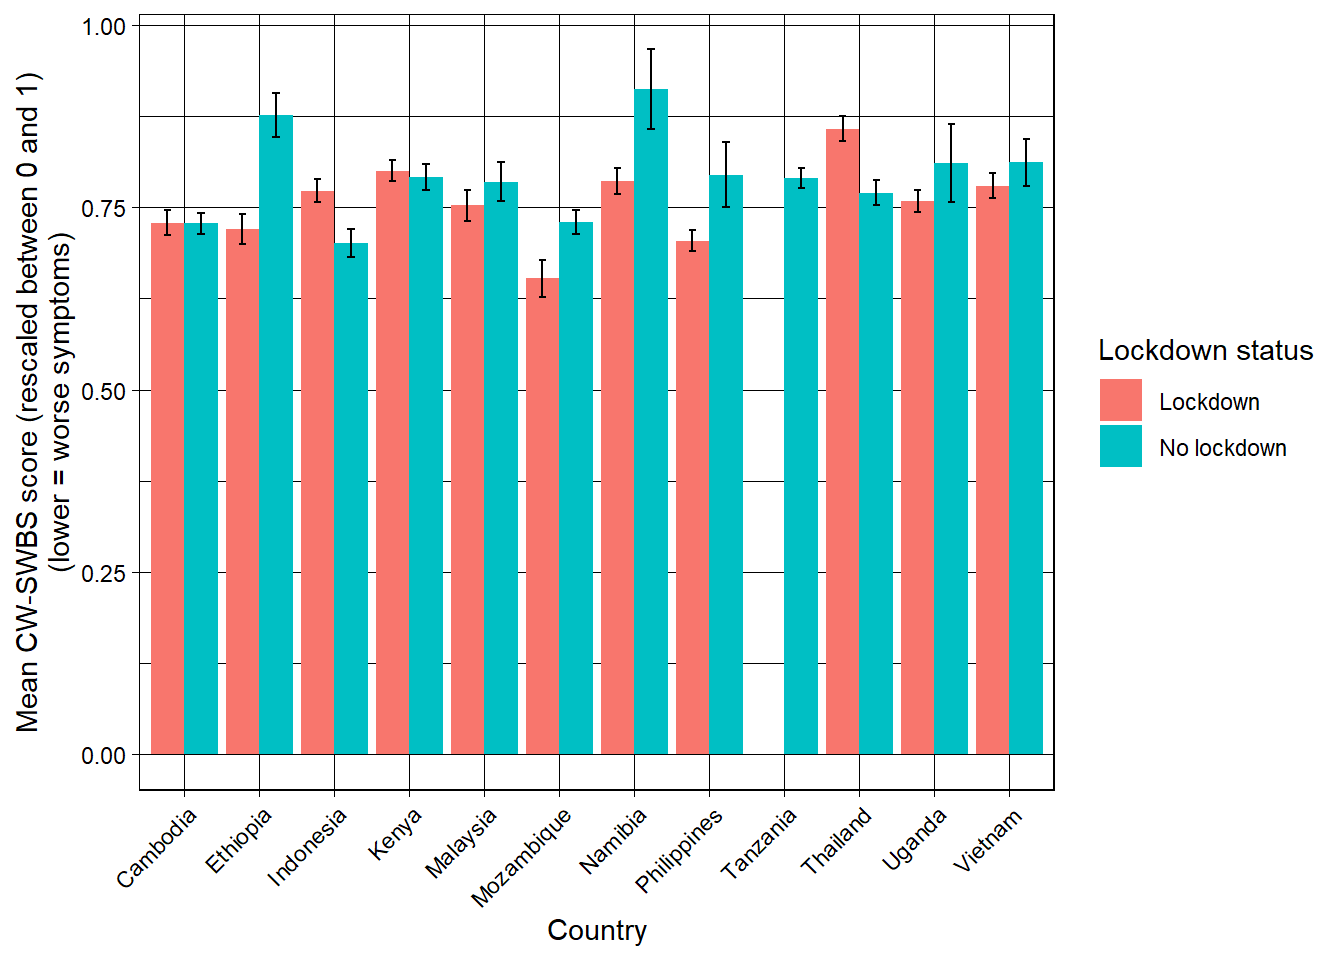 Mean CW-SWBS score (rescaled between 0 and 1)
(lower = worse symptoms)
1.00
0.75
0.50
0.25
0.00
Cambodia
Ethiopia
Indonesia
Kenya
Malaysia
Mozambique
Namibia
Philippines
Tanzania
Thailand
Uganda
Vietnam
Country
Lockdown status
Lockdown
No lockdown